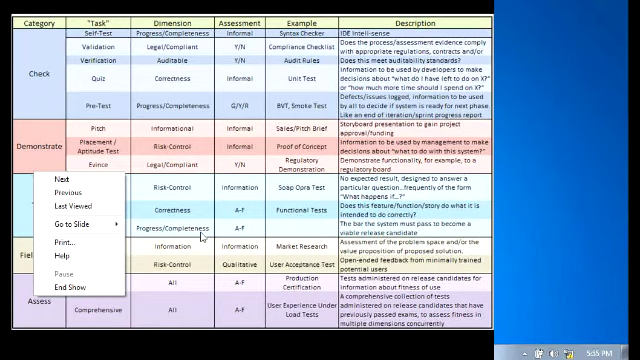 Category "Task" Dimension Assessment Example Description
Self-Test Progress/Completeness Informal Syntax Checker IDE Inteli-sense
Check
Validation Legal/Compliant Y/N Compliance Checklist Does the process/assessment evidence comply
with appropriate regulations, contracts and/or
Verification Auditable Y/N Audit Rules Does this meet auditability standards?
Quiz Correctness Informal Unit Test Information to be used by developers to make
decisions about "what do I have left to do on X?"
or "how much more time should I spend on X?"
Pre-Test Progress/Completeness G/Y/R BVT, Smoke Test Defects/issues logged, information to be used
by all to decide if system is ready for next phase.
Like an end of iteration/sprint progress report
Demonstrate
Pitch Informational Informal Sales/Pitch Brief Storyboard presentation to gain project
approval/funding
Placement / Aptitude Test Risk-Control Informal Proof of Concept Information to be used by management to make
decisions about "what to do with this system?"
Evince Legal/Compliant Y/N Regulatory Demonstration Demonstrate functionality, for example, to a
regulatory board
Risk-Control Information Soap Opra Test No expected result, designed to answer a
particular question...frequently of the form
"What happens if...?"
Correctness A-F Functional Tests Does this feature/function/story do what it is
intended to do correctly?
Progress/Completeness A-F The bar the system must pass to become a
viable release candidate
Field
Information Information Market Research Assessment of the problem space and/or the
value proposition of proposed solution.
Risk-Control Qualitative User Acceptance Test Open-ended feedback from minimally trained
potential users
Assess
All A-F Production Certification Tests administered on release candidates for
Information about fitness of use
Comprehensive All A-F User Experience Under Load Tests A comprehensive collection of tests
administered on release candidates that have
previously passed exams, to assess fitness in
multiple dimensions concurrently
Next
Previous
Last Viewed
Go to Slide
Print...
Help
Pause
End Show
5:55 PM